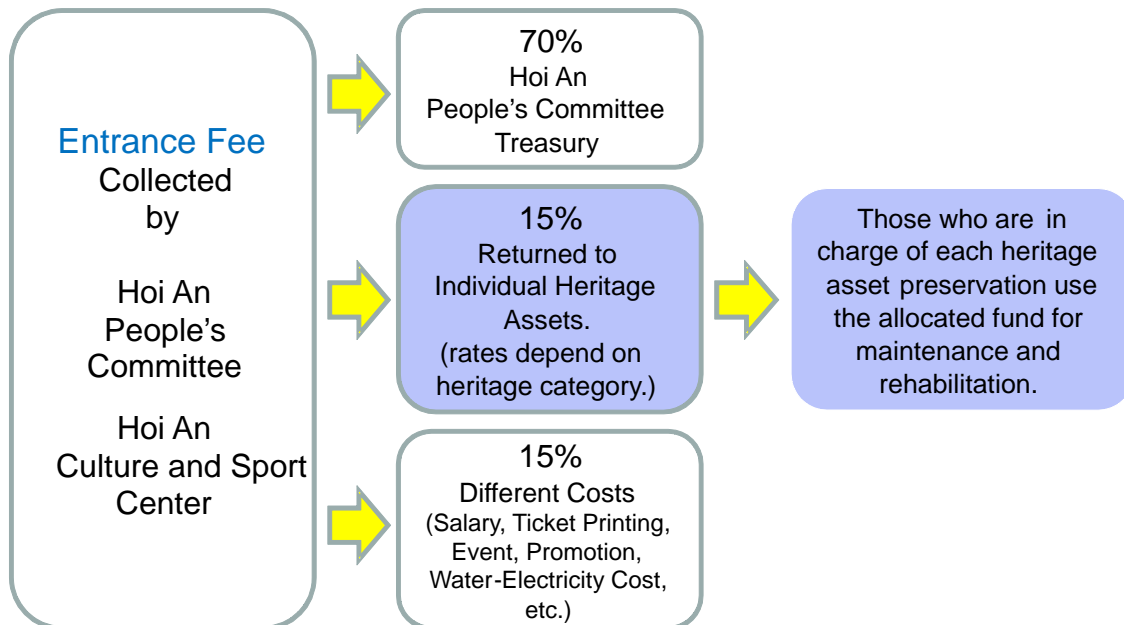 Entrance Fee
Collected
by
Hoi An
People's
Committee
Hoi An
Culture and Sport
Center
70%
Hoi An
People's Committee
Treasury
15%
Returned to
Individual Heritage
Assets.
(rates depend on
heritage category.)
Those who are in
charge of each heritage
asset preservation use
the allocated fund for
maintenance and
rehabilitation.
15%
Different Costs
(Salary, Ticket Printing,
Event, Promotion,
Water-Electricity Cost,
etc.)